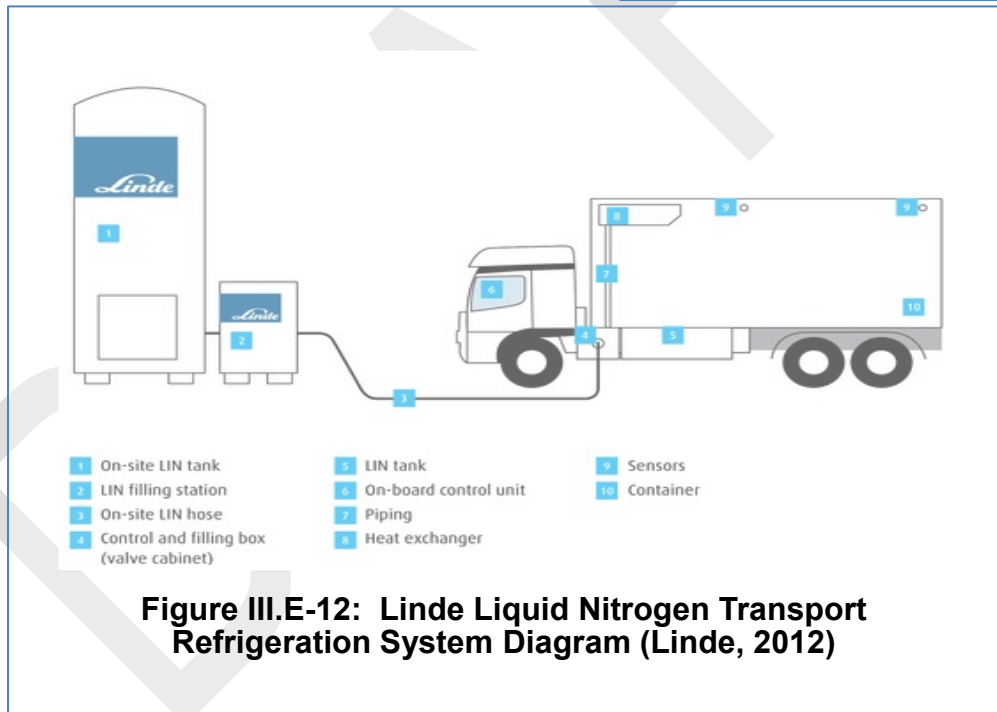 Linde
1
Linde
2
3
4
5
6
7
8
9
9
10
1 On-site LIN tank
2 LIN filling station
3 On-site LIN hose
4 Control and filling box
(valve cabinet)
5 LIN tank
6 On-board control unit
7 Piping
8 Heat exchanger
9 Sensors
10 Container
Figure III.E-12: Linde Liquid Nitrogen Transport
Refrigeration System Diagram (Linde, 2012)